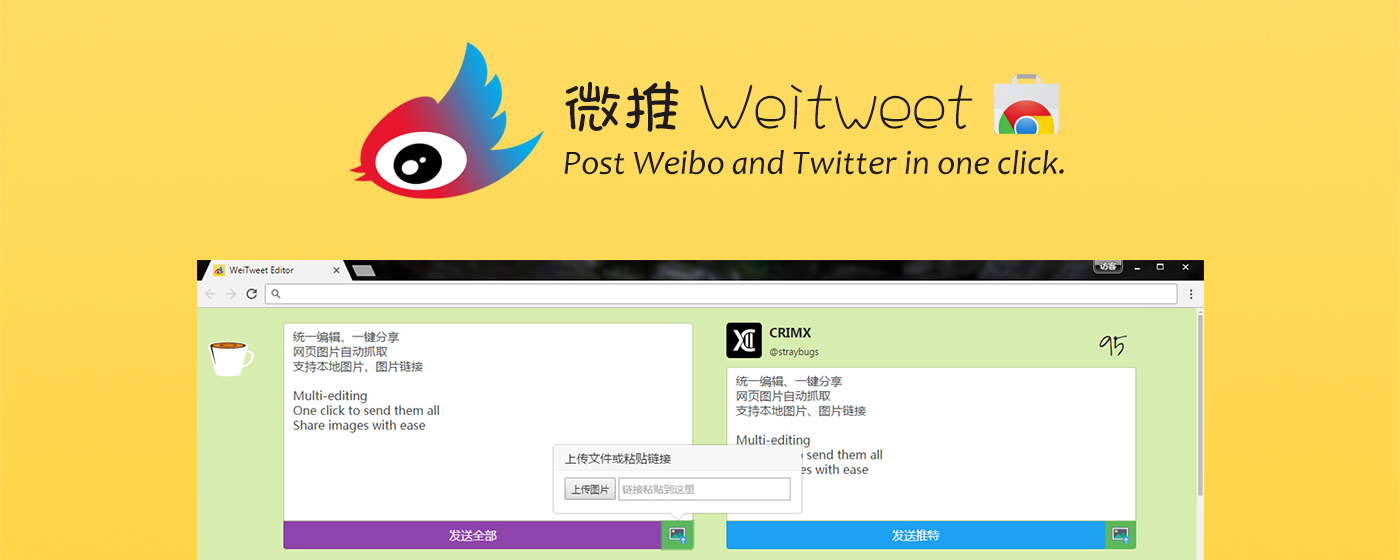 微推 Weitweet
Post Weibo and Twitter in one click.
WeiTweet Editor
访客
统一编辑、一键分享
网页图片自动抓取
支持本地图片、图片链接
Multi-editing
One click to send them all
Share images with ease
上传文件或粘贴链接
上传图片
链接粘贴到这里
发送全部
CRIMX
@straybugs
95
统一编辑、一键分享
网页图片自动抓取
支持本地图片、图片链接
Multi-editing
send them all
with ease
发送推特